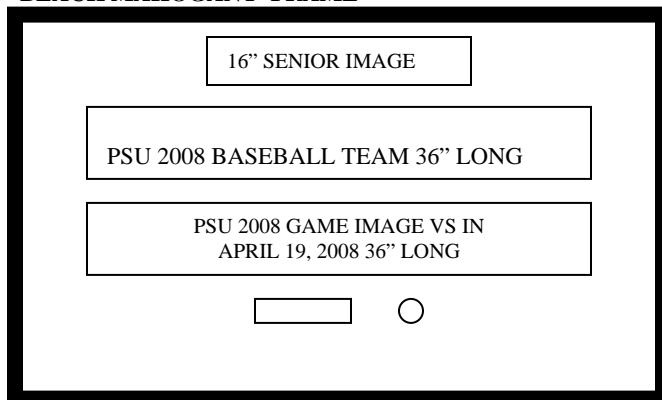 16” SENIOR IMAGE
PSU 2008 BASEBALL TEAM 36” LONG
PSU 2008 GAME IMAGE VS IN
APRIL 19, 2008 36” LONG